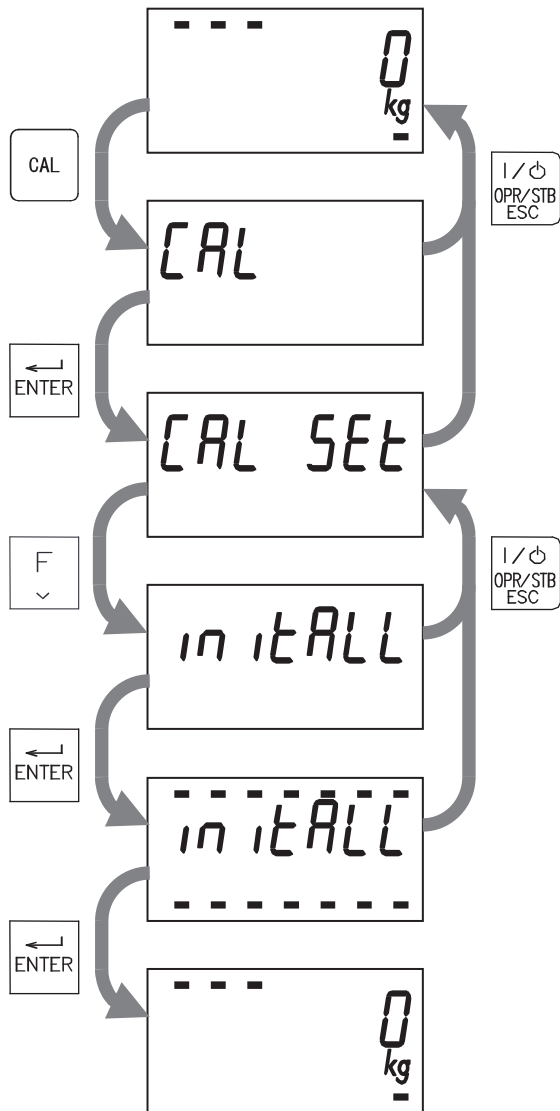 0
kg
CAL
I/⏻
OPR/STB
ESC
CAL
ENTER
CAL SEt
F
I/⏻
OPR/STB
ESC
initALL
ENTER
initALL
ENTER
0
kg